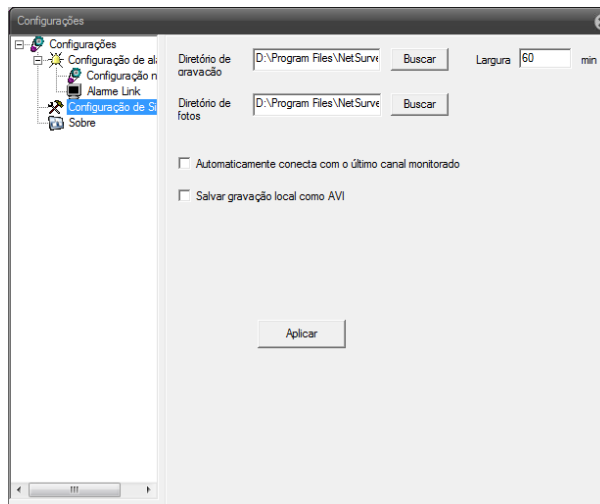 Configurações
Configurações
Configuração de al
Configuração n
Alarme Link
Configuração de Si
Sobre
Diretório de gravação D:\Program Files\NetSurve Buscar Largura 60 min
Diretório de fotos D:\Program Files\NetSurve Buscar
Automaticamente conecta com o último canal monitorado
Salvar gravação local como AVI
Aplicar